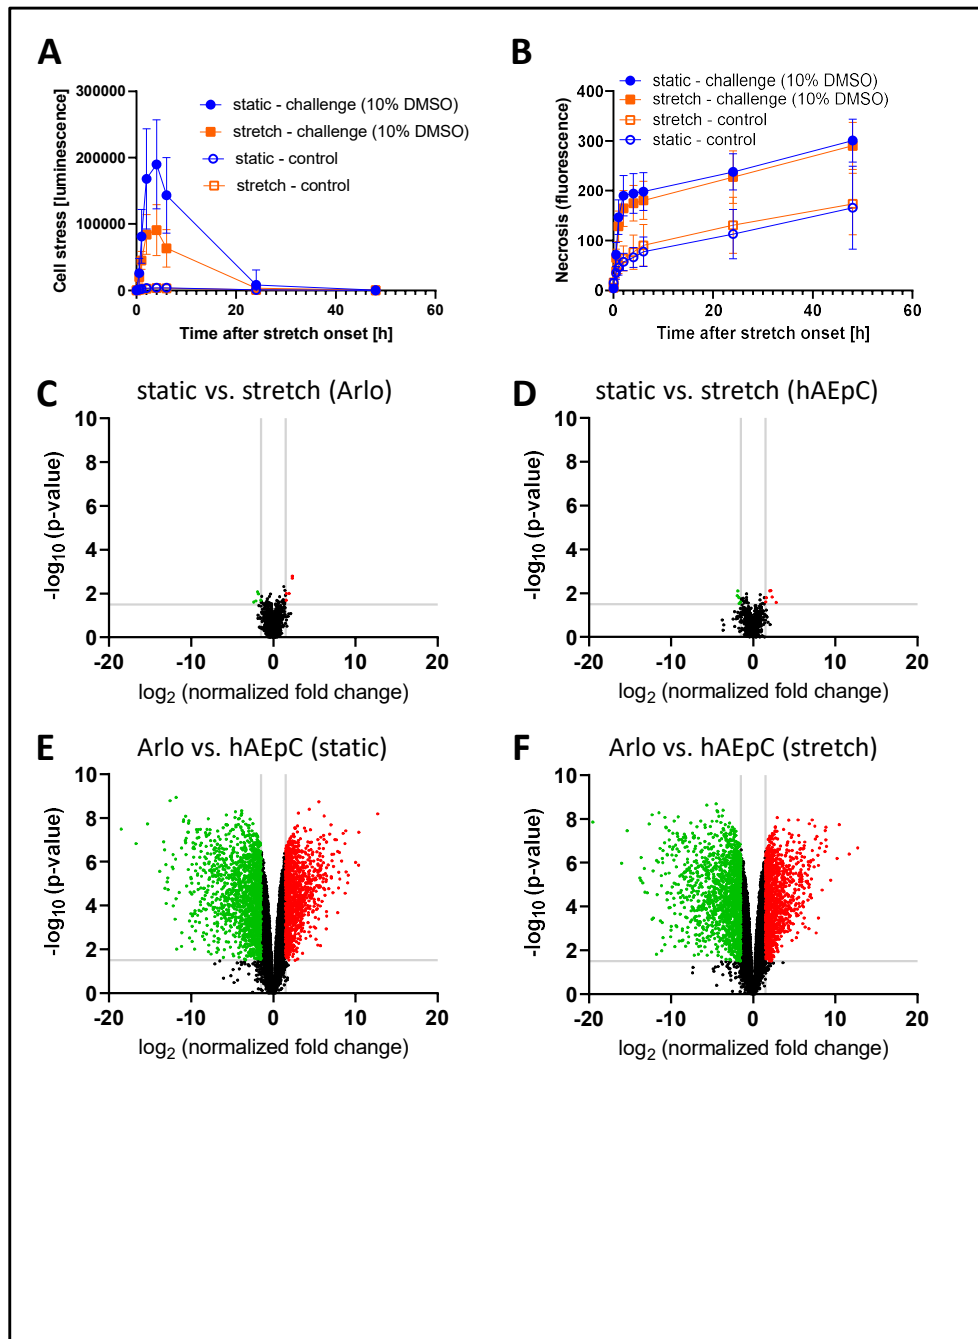 A
Cell stress [luminescence]
300000
200000
100000
0
0
20
40
60
Time after stretch onset [h]
static - challenge (10% DMSO)
stretch - challenge (10% DMSO)
static - control
stretch - control
B
Necrosis (fluorescence)
400
300
200
100
0
0
20
40
60
Time after stretch onset [h]
static - challenge (10% DMSO)
stretch - challenge (10% DMSO)
stretch - control
static - control
C
static vs. stretch (Arlo)
-log10 (p-value)
10
8
6
4
2
0
-20
-10
0
10
20
log2 (normalized fold change)
D
static vs. stretch (hAEpC)
-log10 (p-value)
10
8
6
4
2
0
-20
-10
0
10
20
log2 (normalized fold change)
E
Arlo vs. hAEpC (static)
-log10 (p-value)
10
8
6
4
2
0
-20
-10
0
10
20
log2 (normalized fold change)
F
Arlo vs. hAEpC (stretch)
-log10 (p-value)
10
8
6
4
2
0
-20
-10
0
10
20
log2 (normalized fold change)